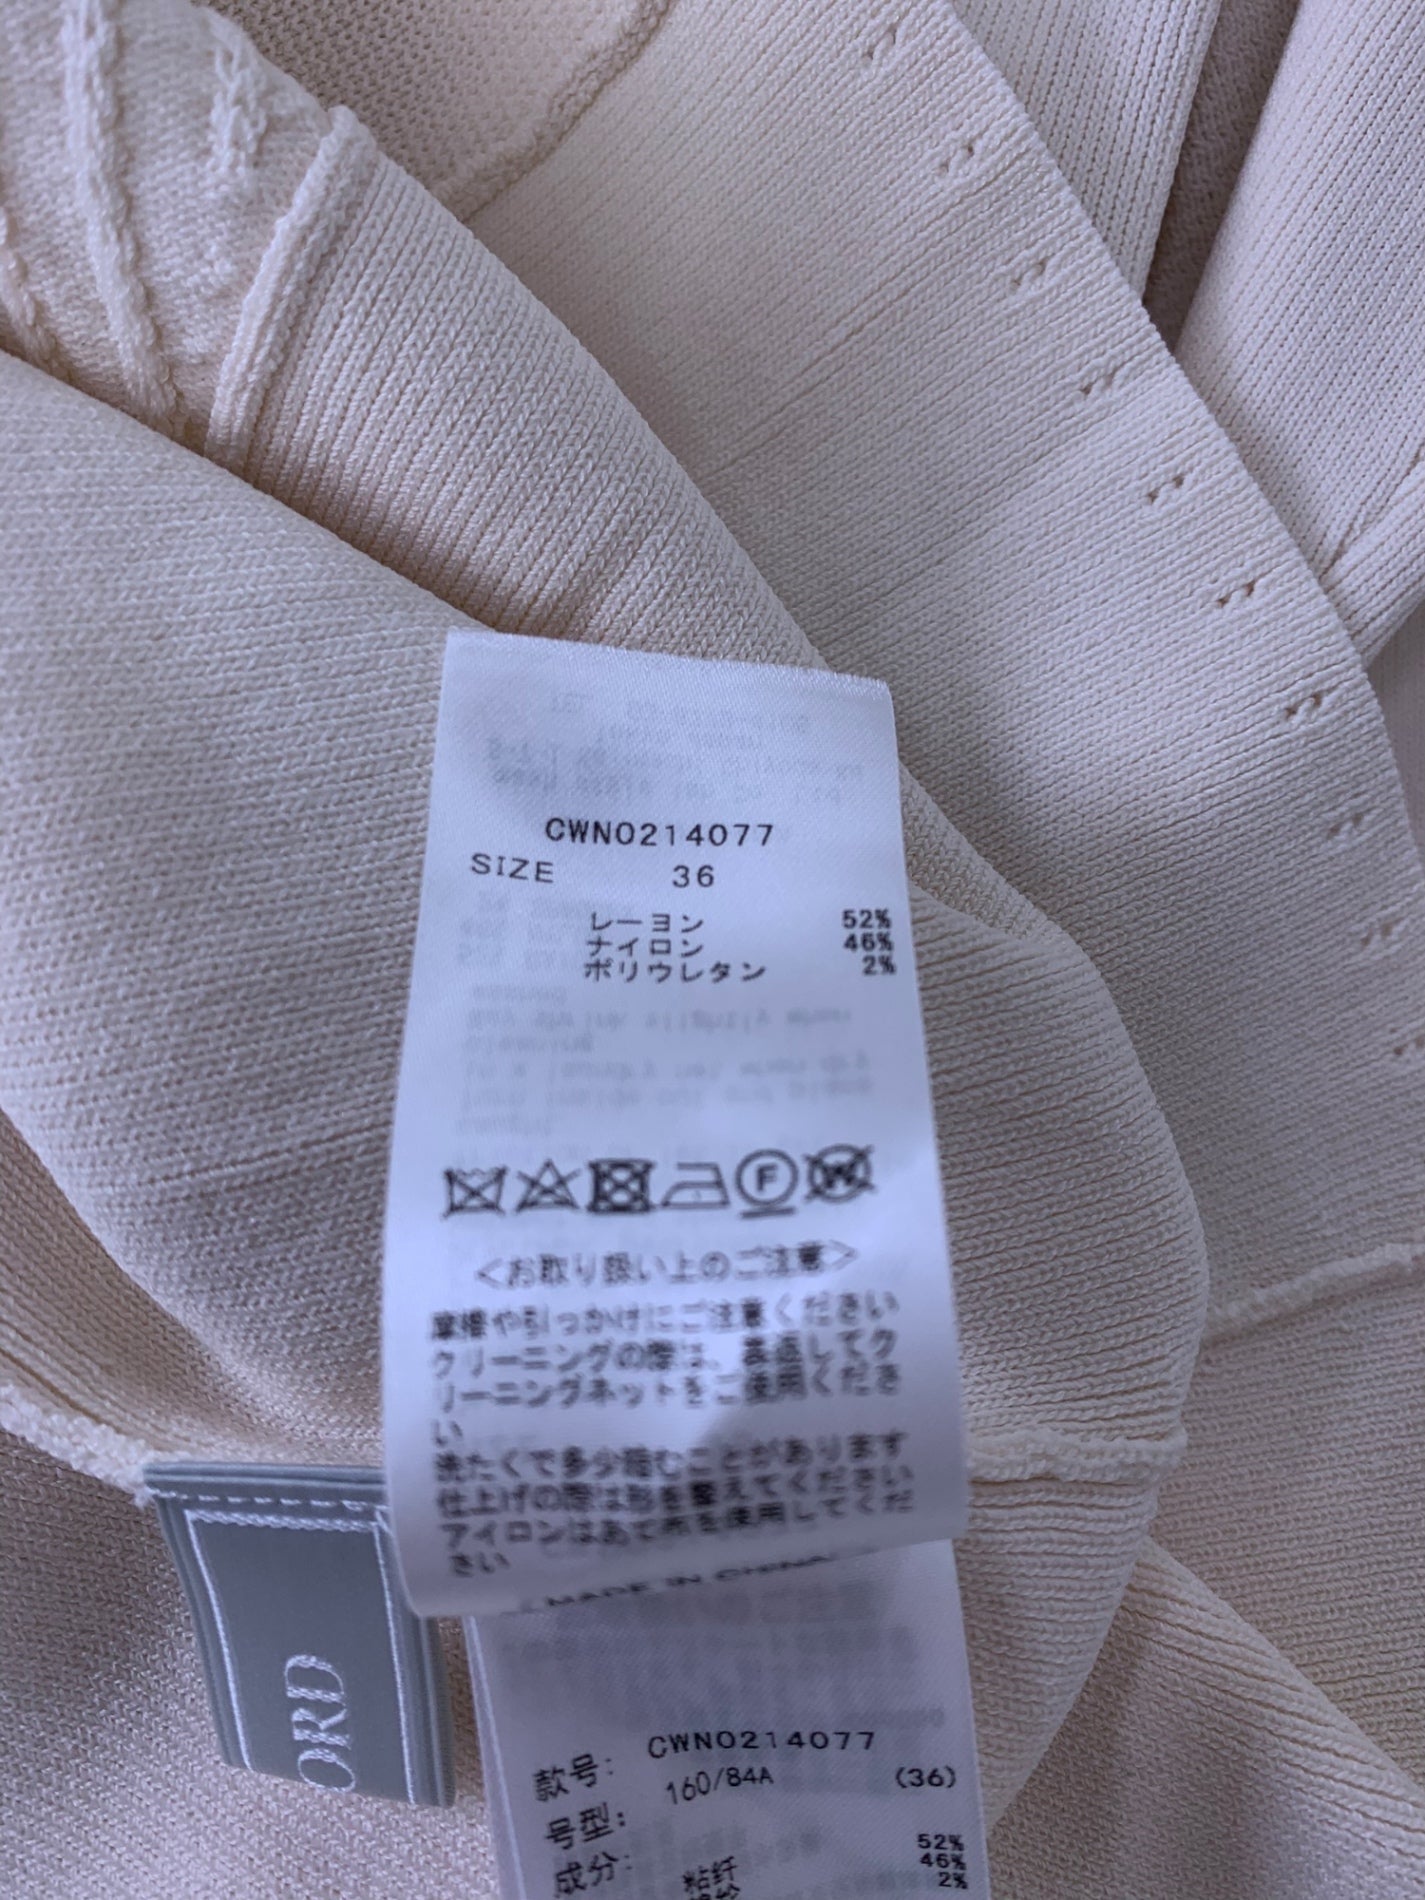 CWN0214077
SIZE 36
レーヨン 52%
ナイロン 46%
ポリウレタン 2%
F
W
<お取り扱い上のご注意>
摩擦や引っかけにご注意ください
クリーニングの際は、裏返してク
リーニングネットをご使用くださ
い
洗たくで多少縮むことがあります
仕上げの際は形を整えてください
アイロンはあて布を使用してくだ
さい
MADE IN CHINA
ORD
CWN0214077
款号:
160/84A (36)
号型:
52%
成分: 粘纤 46%
2%